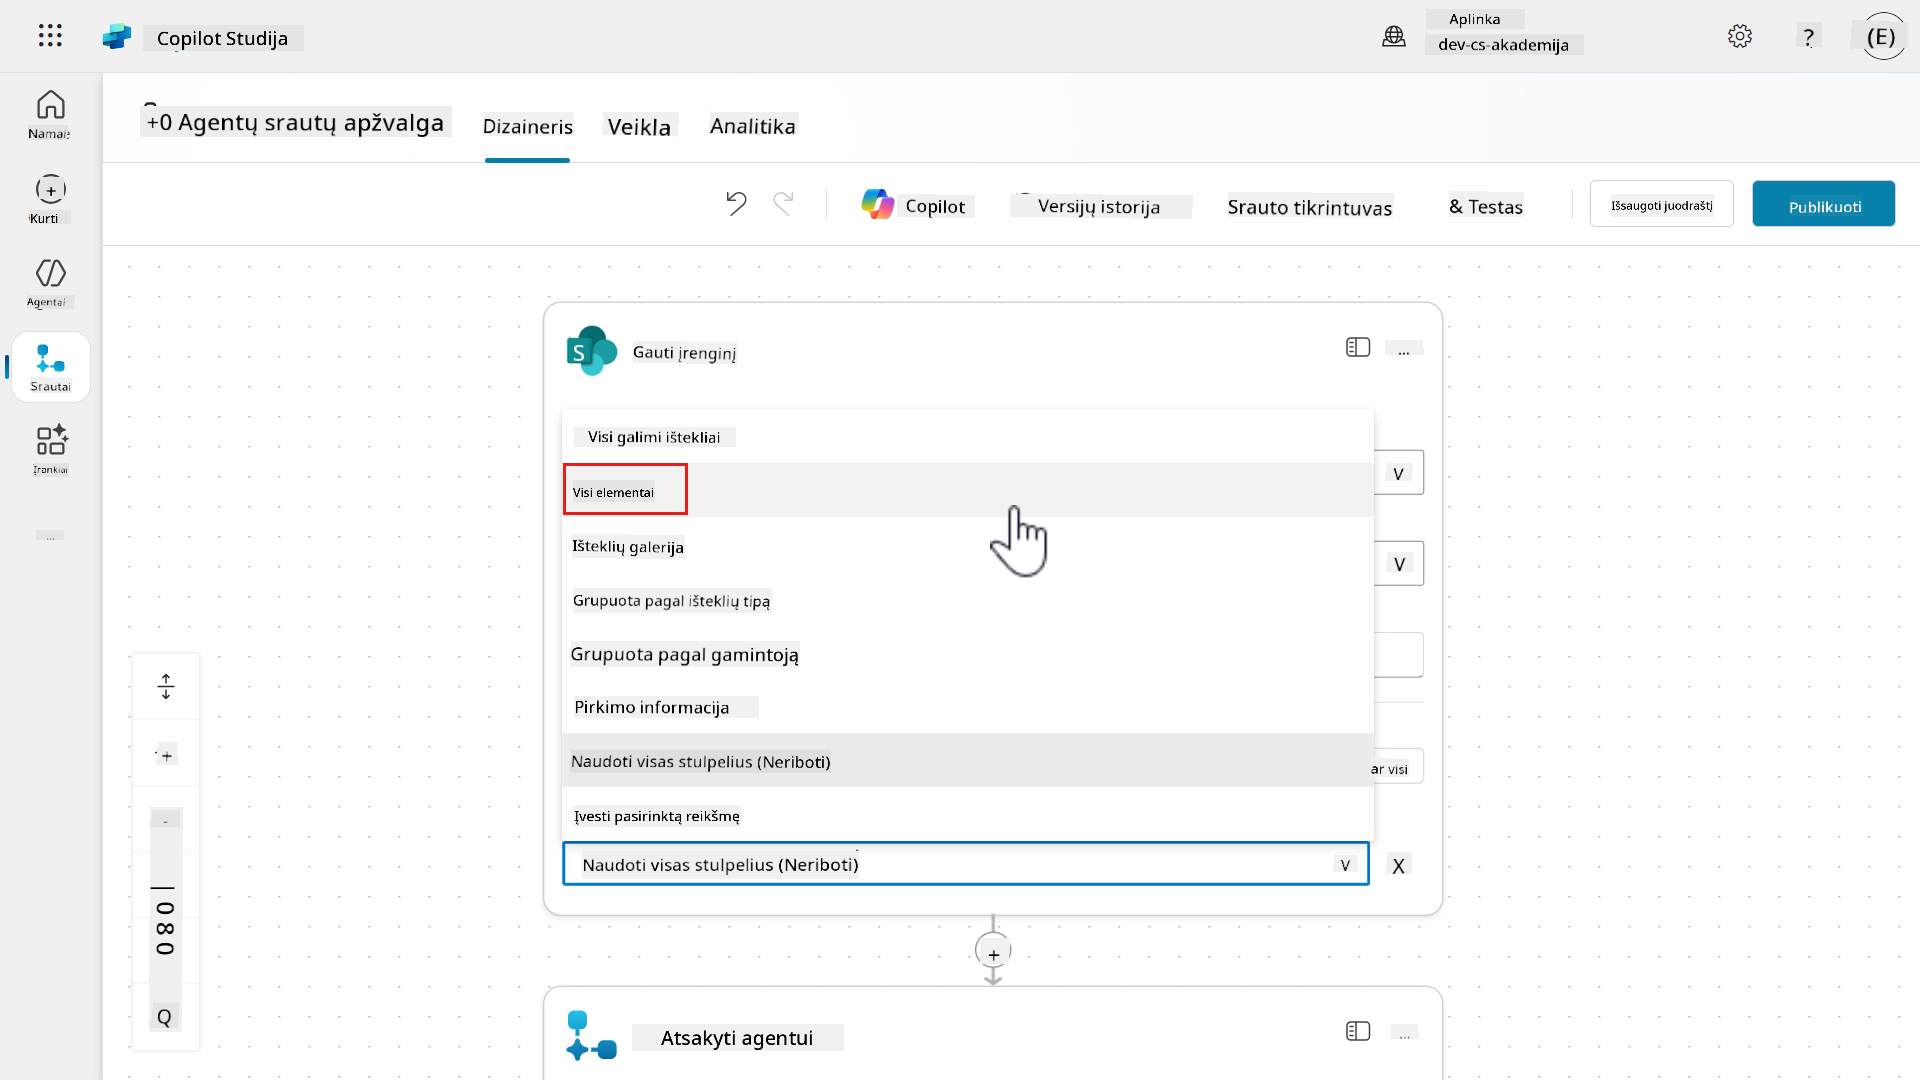 Copilot Studija
Aplinka
dev-cs-akademija
?
(E)
Namai
Kurti
Agentai
Srautai
Įrankiai
...
+0 Agentų srautų apžvalga
Dizaineris
Veikla
Analitika
Copilot
Versijų istorija
Srauto tikrintuvas
& Testas
Išsaugoti juodraštį
Publikuoti
Gauti įrenginį
...
Visi galimi ištekliai
Visi elementai
V
Išteklių galerija
V
Grupuota pagal išteklių tipą
Grupuota pagal gamintoją
Pirkimo informacija
Naudoti visas stulpelius (Neriboti)
ar visi
Įvesti pasirinktą reikšmę
Naudoti visas stulpelius (Neriboti)
V
X
+
-
| 080
Q
+
Atsakyti agentui
...